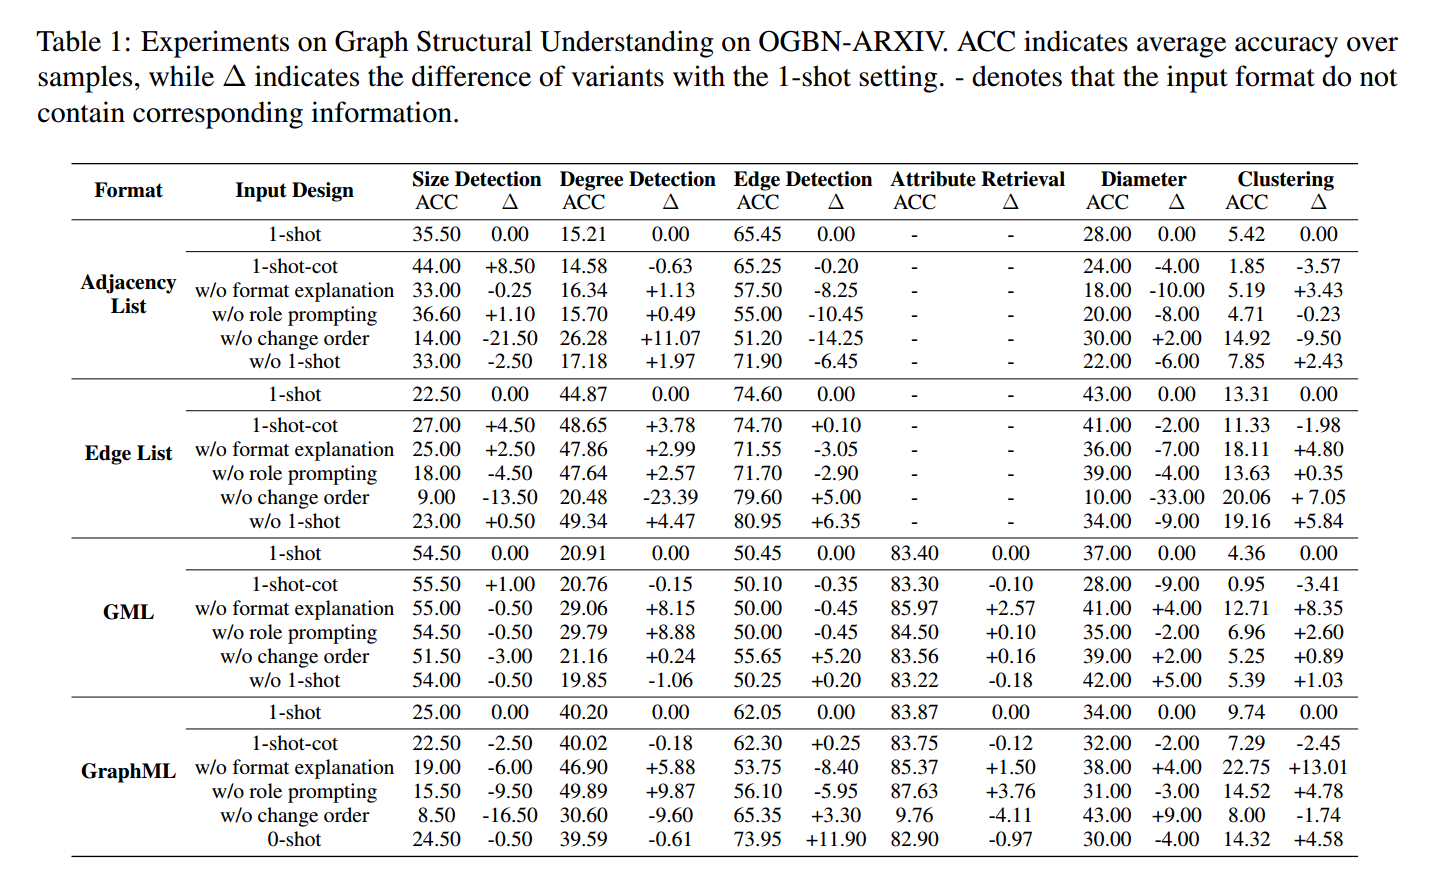 Table 1: Experiments on Graph Structural Understanding on OGBN-ARXIV. ACC indicates average accuracy over
samples, while Δ indicates the difference of variants with the 1-shot setting. - denotes that the input format do not
contain corresponding information.
Format Input Design Size Detection Degree Detection Edge Detection Attribute Retrieval Diameter Clustering
ACC Δ ACC Δ ACC Δ ACC Δ ACC Δ ACC Δ
Adjacency List
1-shot 35.50 0.00 15.21 0.00 65.45 0.00 - - 28.00 0.00 5.42 0.00
1-shot-cot 44.00 +8.50 14.58 -0.63 65.25 -0.20 - - 24.00 -4.00 1.85 -3.57
w/o format explanation 33.00 -0.25 16.34 +1.13 57.50 -8.25 - - 18.00 -10.00 5.19 +3.43
w/o role prompting 36.60 +1.10 15.70 +0.49 55.00 -10.45 - - 20.00 -8.00 4.71 -0.23
w/o change order 14.00 -21.50 26.28 +11.07 51.20 -14.25 - - 30.00 +2.00 14.92 -9.50
w/o 1-shot 33.00 -2.50 17.18 +1.97 71.90 -6.45 - - 22.00 -6.00 7.85 +2.43
Edge List
1-shot 22.50 0.00 44.87 0.00 74.60 0.00 - - 43.00 0.00 13.31 0.00
1-shot-cot 27.00 +4.50 48.65 +3.78 74.70 +0.10 - - 41.00 -2.00 11.33 -1.98
w/o format explanation 25.00 +2.50 47.86 +2.99 71.55 -3.05 - - 36.00 -7.00 18.11 +4.80
w/o role prompting 18.00 -4.50 47.64 +2.57 71.70 -2.90 - - 39.00 -4.00 13.63 +0.35
w/o change order 9.00 -13.50 20.48 -23.39 79.60 +5.00 - - 10.00 -33.00 20.06 + 7.05
w/o 1-shot 23.00 +0.50 49.34 +4.47 80.95 +6.35 - - 34.00 -9.00 19.16 +5.84
GML
1-shot 54.50 0.00 20.91 0.00 50.45 0.00 83.40 0.00 37.00 0.00 4.36 0.00
1-shot-cot 55.50 +1.00 20.76 -0.15 50.10 -0.35 83.30 -0.10 28.00 -9.00 0.95 -3.41
w/o format explanation 55.00 -0.50 29.06 +8.15 50.00 -0.45 85.97 +2.57 41.00 +4.00 12.71 +8.35
w/o role prompting 54.50 -0.50 29.79 +8.88 50.00 -0.45 84.50 +0.10 35.00 -2.00 6.96 +2.60
w/o change order 51.50 -3.00 21.16 +0.24 55.65 +5.20 83.56 +0.16 39.00 +2.00 5.25 +0.89
w/o 1-shot 54.00 -0.50 19.85 -1.06 50.25 +0.20 83.22 -0.18 42.00 +5.00 5.39 +1.03
GraphML
1-shot 25.00 0.00 40.20 0.00 62.05 0.00 83.87 0.00 34.00 0.00 9.74 0.00
1-shot-cot 22.50 -2.50 40.02 -0.18 62.30 +0.25 83.75 -0.12 32.00 -2.00 7.29 -2.45
w/o format explanation 19.00 -6.00 46.90 +5.88 53.75 -8.40 85.37 +1.50 38.00 +4.00 22.75 +13.01
w/o role prompting 15.50 -9.50 49.89 +9.87 56.10 -5.95 87.63 +3.76 31.00 -3.00 14.52 +4.78
w/o change order 8.50 -16.50 30.60 -9.60 65.35 +3.30 9.76 -4.11 43.00 +9.00 8.00 -1.74
0-shot 24.50 -0.50 39.59 -0.61 73.95 +11.90 82.90 -0.97 30.00 -4.00 14.32 +4.58